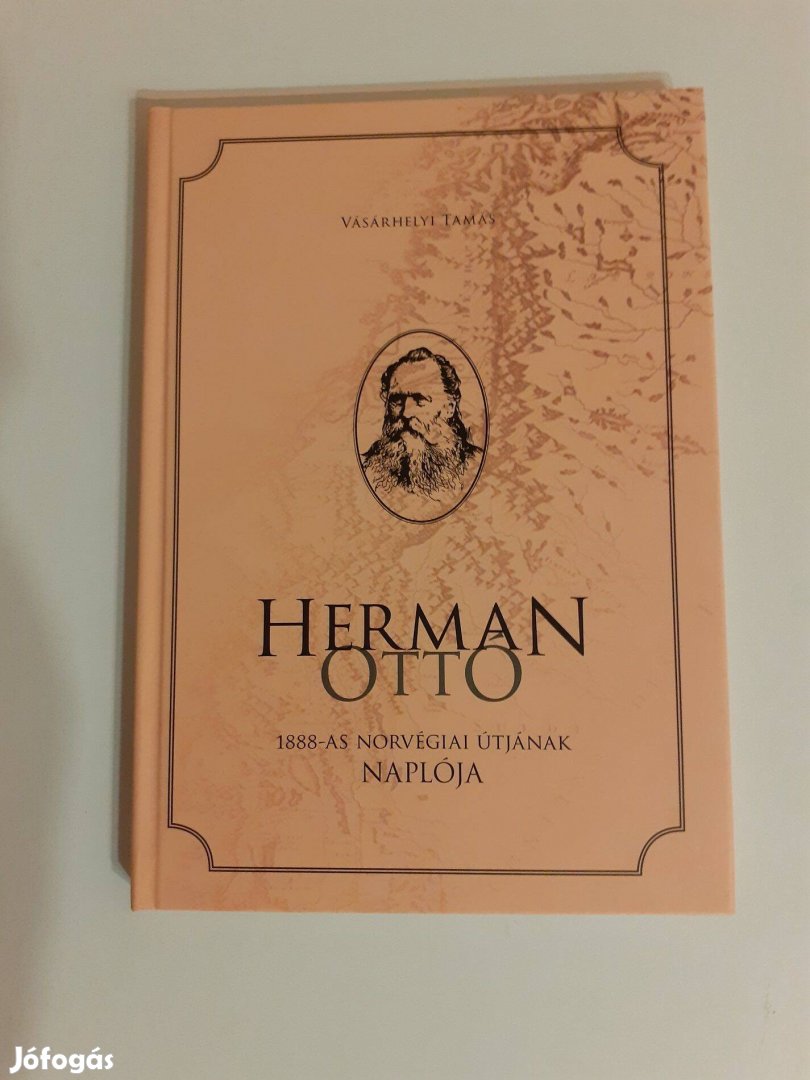 VÁSÁRHELYI TAMÁS
HERMAN
OTTÓ
1888-AS NORVÉGIAI ÚTJÁNAK
NAPLÓJA
Jófogás